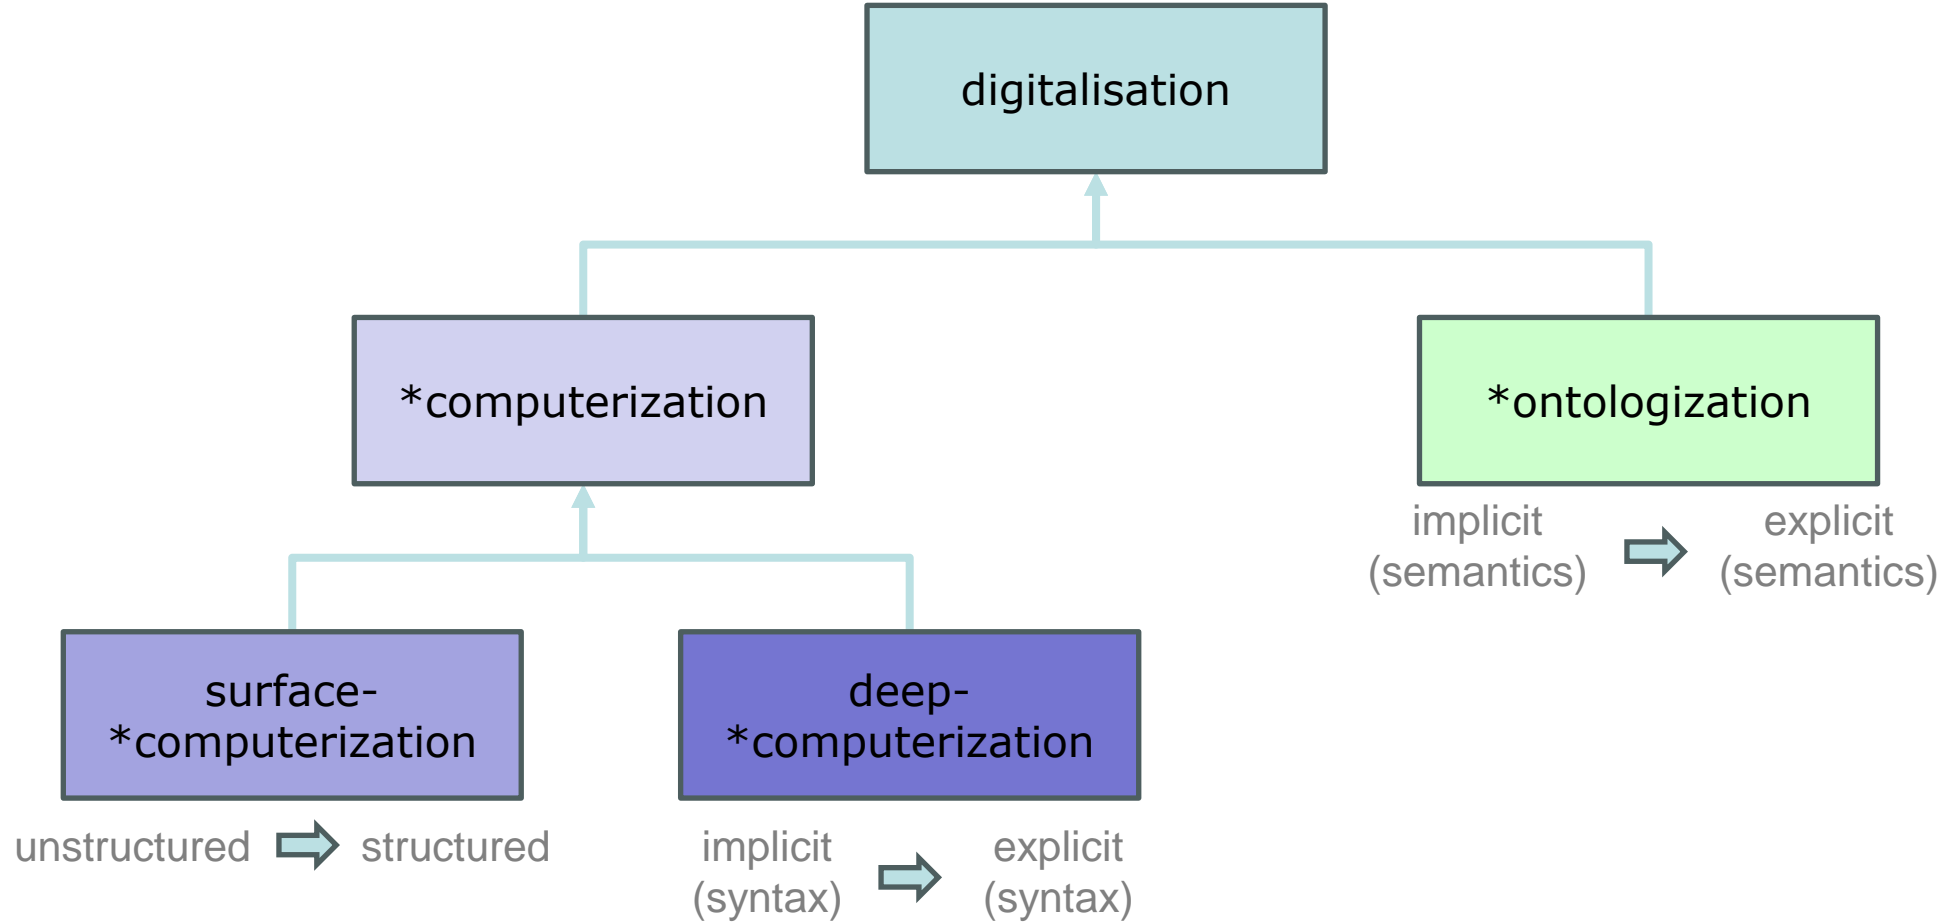 digitalisation
*computerization
*ontologization
implicit
(semantics)
explicit
(semantics)
surface-
*computerization
deep-
*computerization
unstructured
structured
implicit
(syntax)
explicit
(syntax)